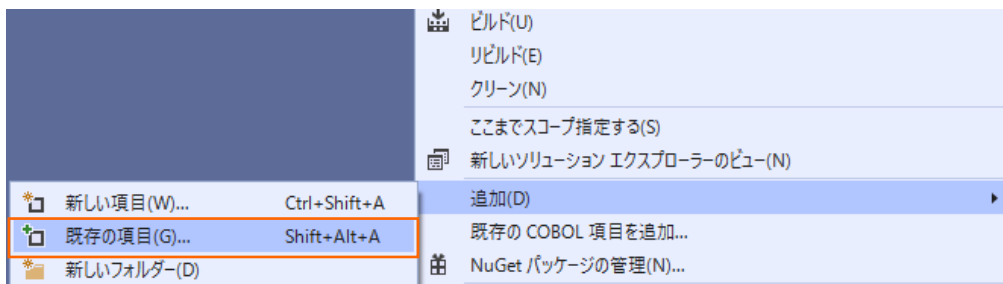 ビルド(U)
リビルド(E)
クリーン(N)
ここまでスコープ指定する(S)
新しいソリューション エクスプローラーのビュー(N)
追加(D)
既存の COBOL 項目を追加...
NuGet パッケージの管理(N)...
新しい項目(W)... Ctrl+Shift+A
既存の項目(G)... Shift+Alt+A
新しいフォルダー(D)